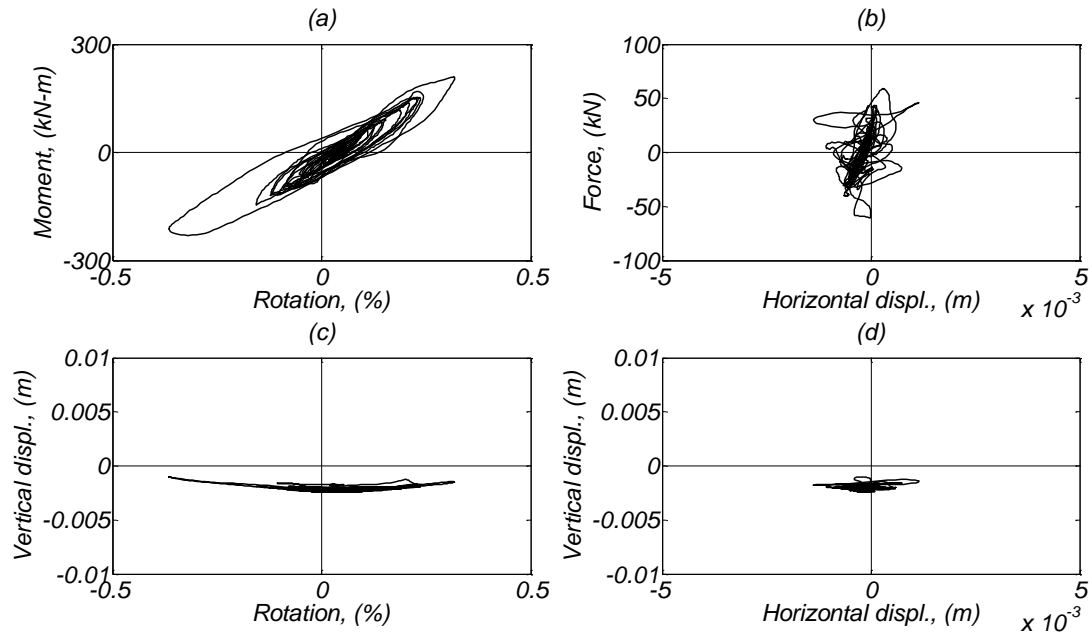 (a)
300
0
-300
-0.5
0
0.5
Moment, (kN-m)
Rotation, (%)
(b)
100
50
0
-50
-100
-5
0
5
Force, (kN)
Horizontal displ., (m)
x 10^-3
(c)
0.01
0.005
0
-0.005
-0.01
-0.5
0
0.5
Vertical displ., (m)
Rotation, (%)
(d)
0.01
0.005
0
-0.005
-0.01
-5
0
5
Vertical displ., (m)
Horizontal displ., (m)
x 10^-3